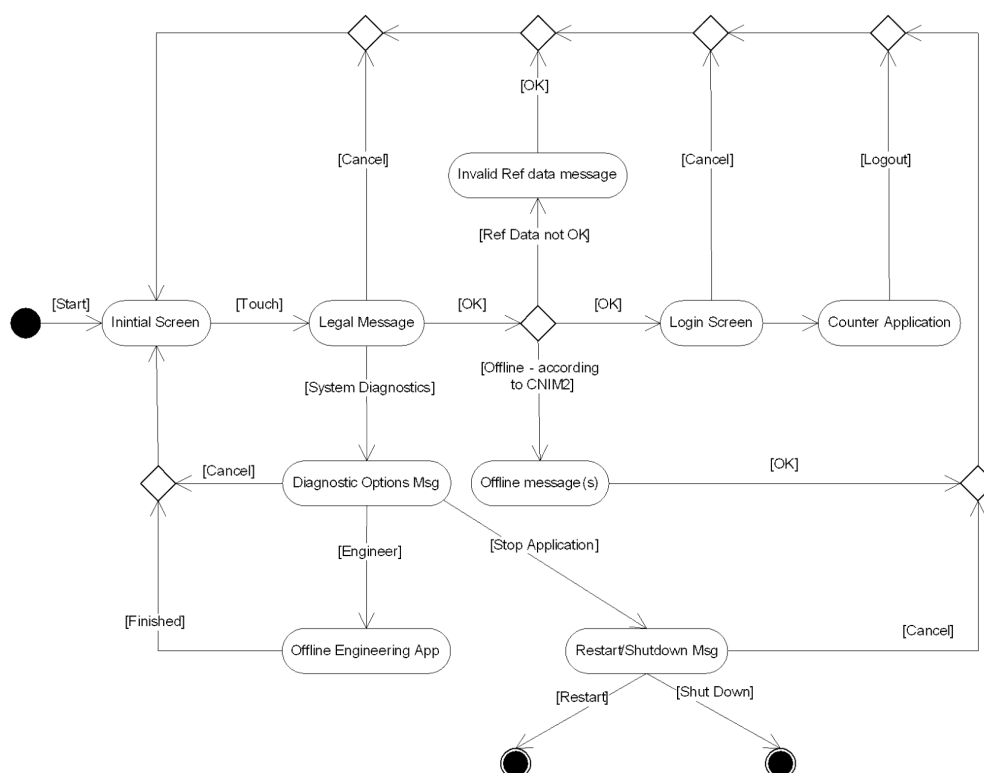 [OK]
[Cancel]
[Cancel]
[Logout]
Invalid Ref data message
[Ref Data not OK]
[Start]
[Touch]
[OK]
[OK]
Inintial Screen
Legal Message
Login Screen
Counter Application
[Offline - according
to CNIM2]
[System Diagnostics]
[Cancel]
[OK]
Diagnostic Options Msg
Offline message(s)
[Engineer]
[Stop Application]
[Finished]
[Cancel]
Offline Engineering App
Restart/Shutdown Msg
[Restart]
[Shut Down]